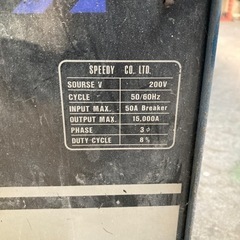 SPEEDY CO. LTD.
SOURSE V 200V
CYCLE 50/60Hz
INPUT MAX. 50A Breaker
OUTPUT MAX. 15,000A
PHASE 3φ
DUTY CYCLE 8%